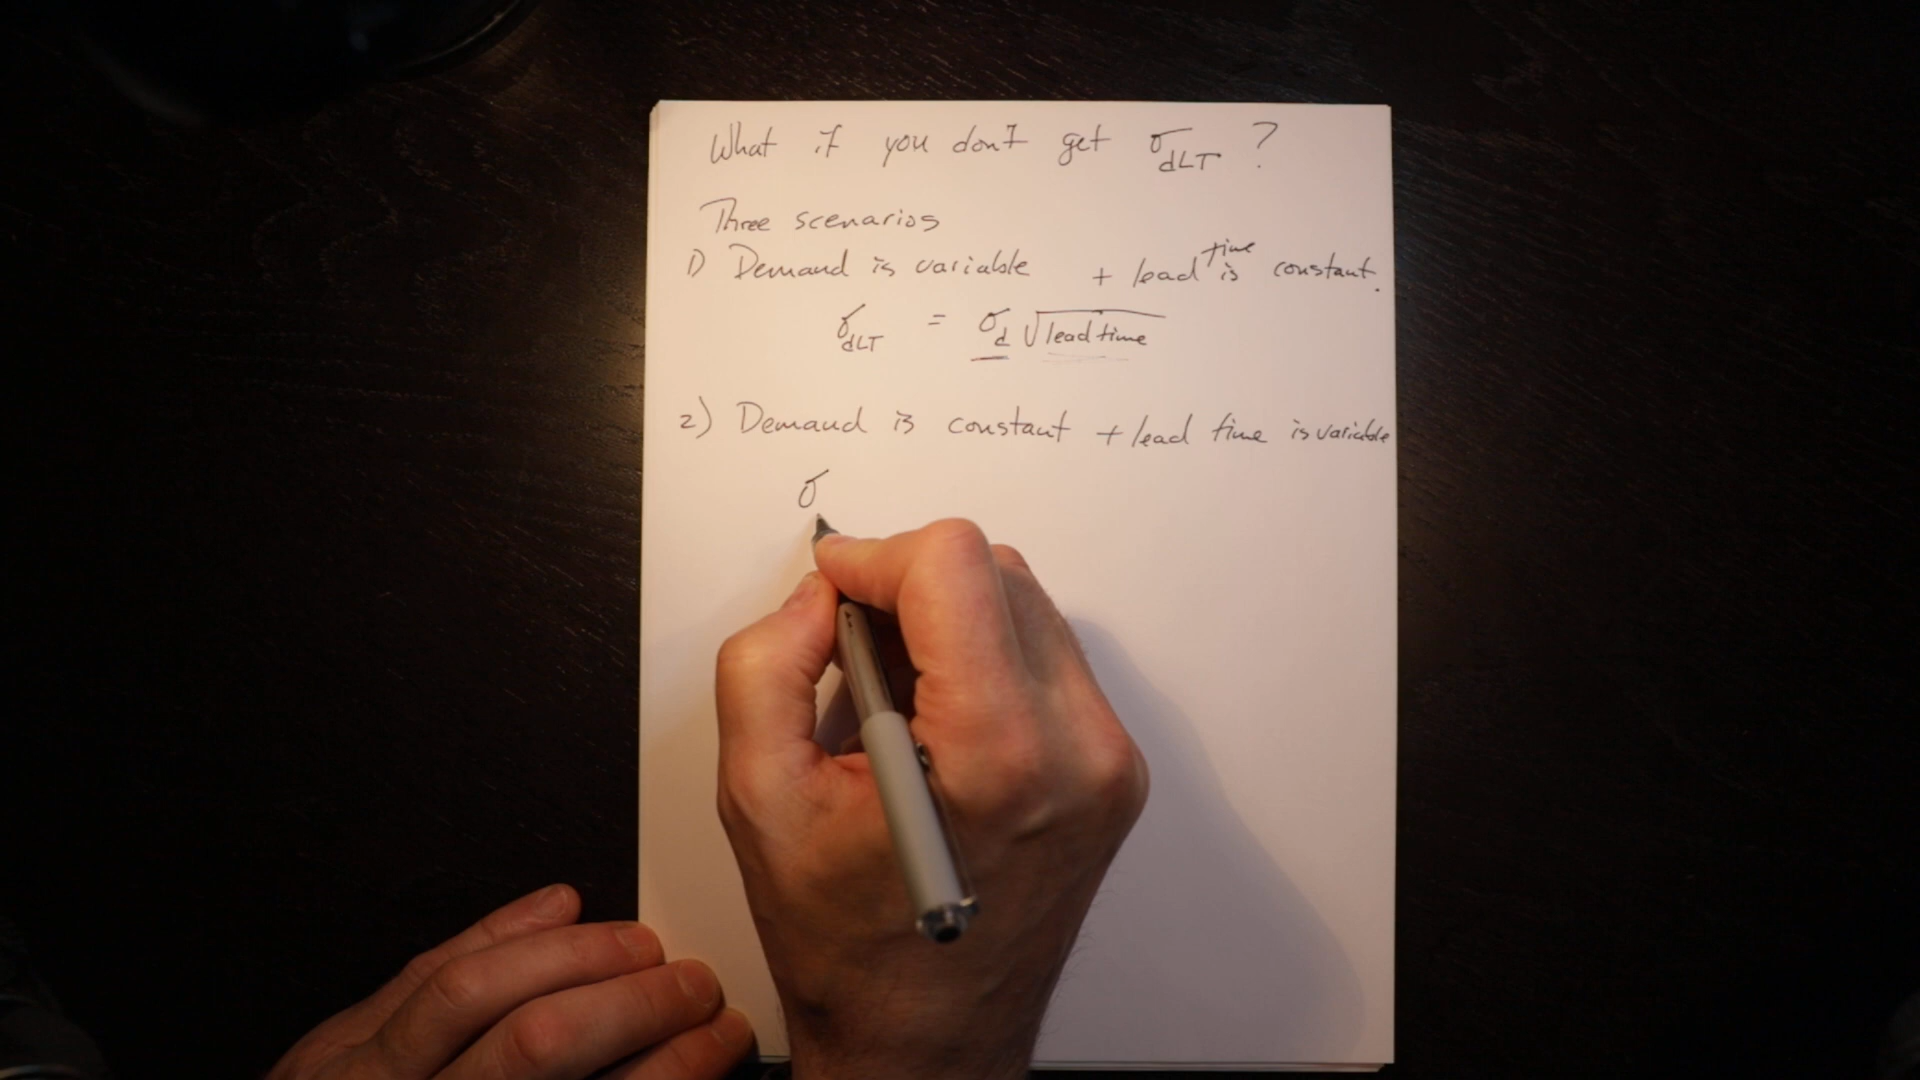 What if you don't get σdLT ?
Three scenarios
1) Demand is variable + lead time is constant.
σdLT = σd √lead time
2) Demand is constant + lead time is variable
σ